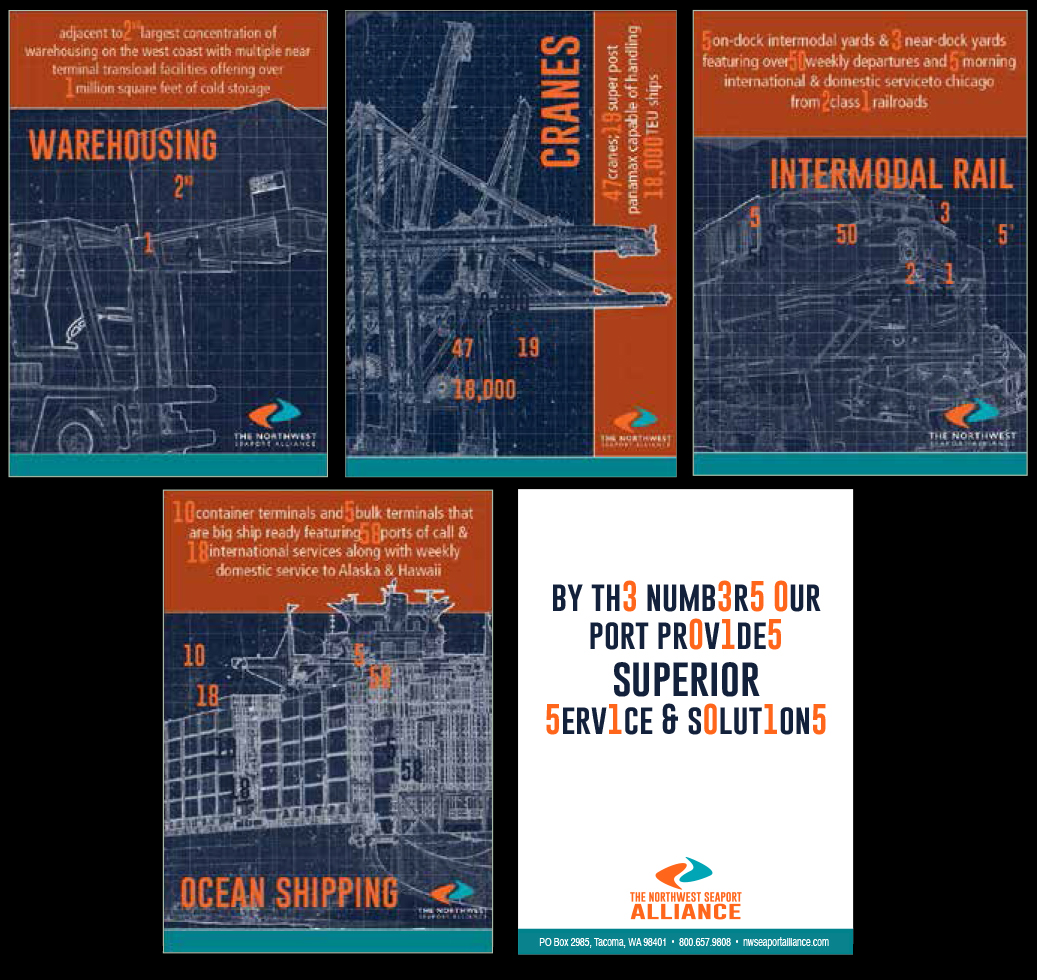 adjacent to 2nd largest concentration of
warehousing on the west coast with multiple near
terminal transload facilities offering over
1 million square feet of cold storage
WAREHOUSING
2ND
1
THE NORTHWEST
SEAPORT ALLIANCE
CRANES
47 cranes; 19 super post
panamax capable of handling
18,000 TEU ships
47 19
18,000
THE NORTHWEST
SEAPORT ALLIANCE
5 on-dock intermodal yards & 3 near-dock yards
featuring over 50 weekly departures and 5 morning
international & domestic serviceto chicago
from 2 class 1 railroads
INTERMODAL RAIL
5 3
50 5
2 1
THE NORTHWEST
SEAPORT ALLIANCE
10 container terminals and 5 bulk terminals that
are big ship ready featuring 58 ports of call &
18 international services along with weekly
domestic service to Alaska & Hawaii
10 5
58
18
5
18 58
OCEAN SHIPPING
THE NORTHWEST
SEAPORT ALLIANCE
BY TH3 NUMB3R5 0UR
PORT PR0V1DE5
SUPERIOR
5ERV1CE & S0LUT1ON5
THE NORTHWEST SEAPORT
ALLIANCE
PO Box 2985, Tacoma, WA 98401 • 800.657.9808 • nwseaportalliance.com